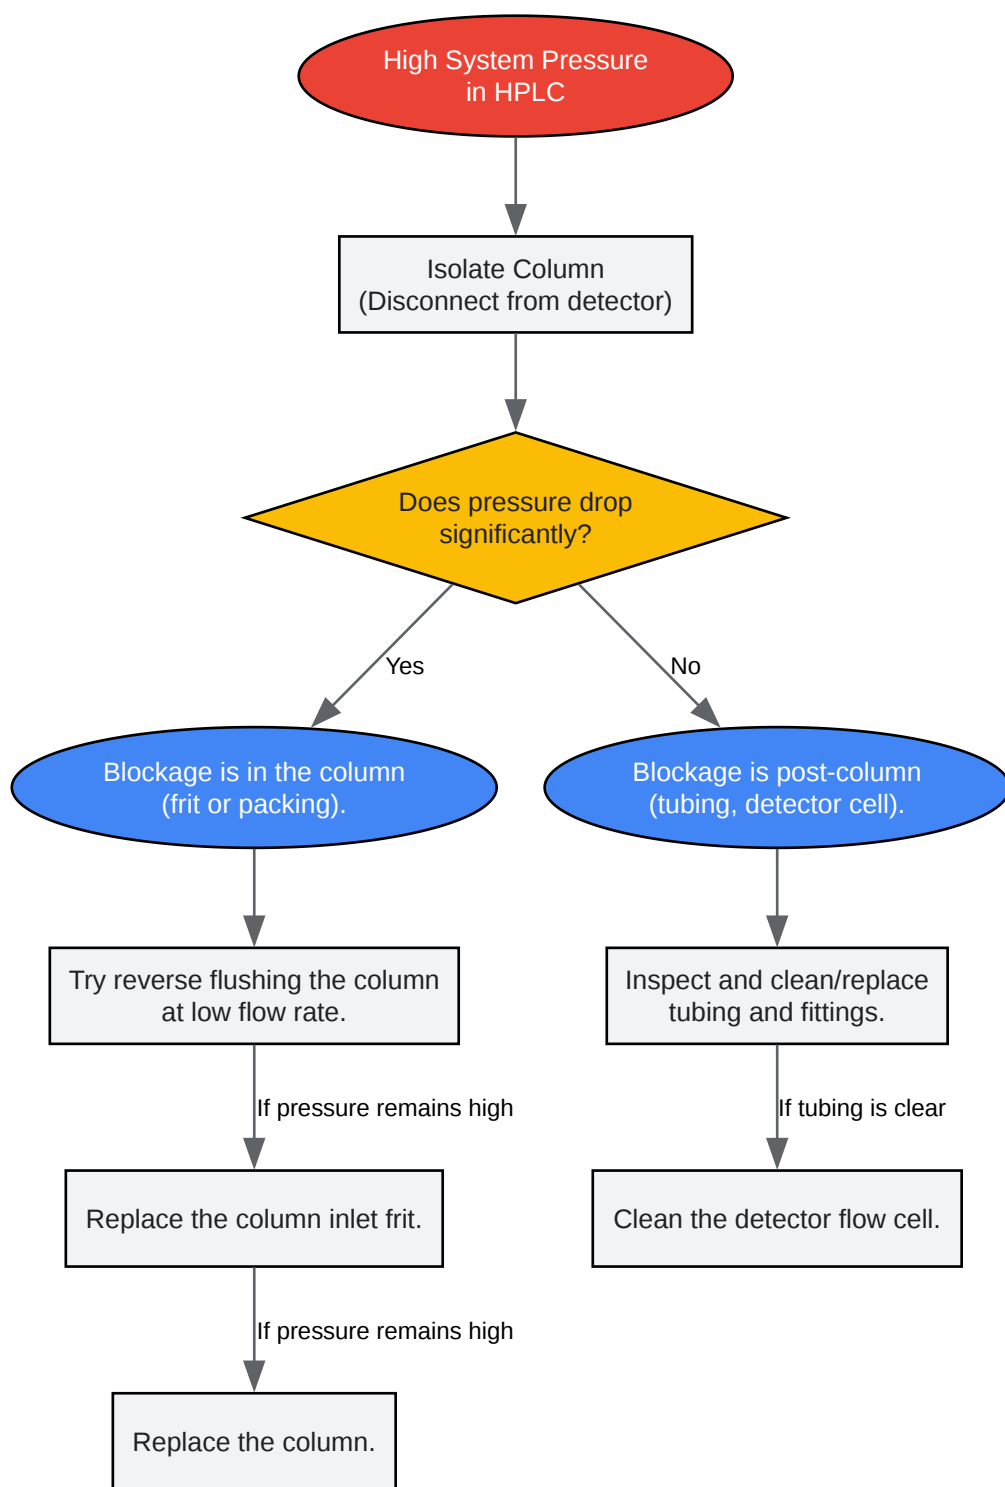 High System Pressure
in HPLC
Isolate Column
(Disconnect from detector)
Does pressure drop
significantly?
Yes
No
Blockage is in the column
(frit or packing).
Blockage is post-column
(tubing, detector cell).
Try reverse flushing the column
at low flow rate.
Inspect and clean/replace
tubing and fittings.
If pressure remains high
If tubing is clear
Replace the column inlet frit.
Clean the detector flow cell.
If pressure remains high
Replace the column.